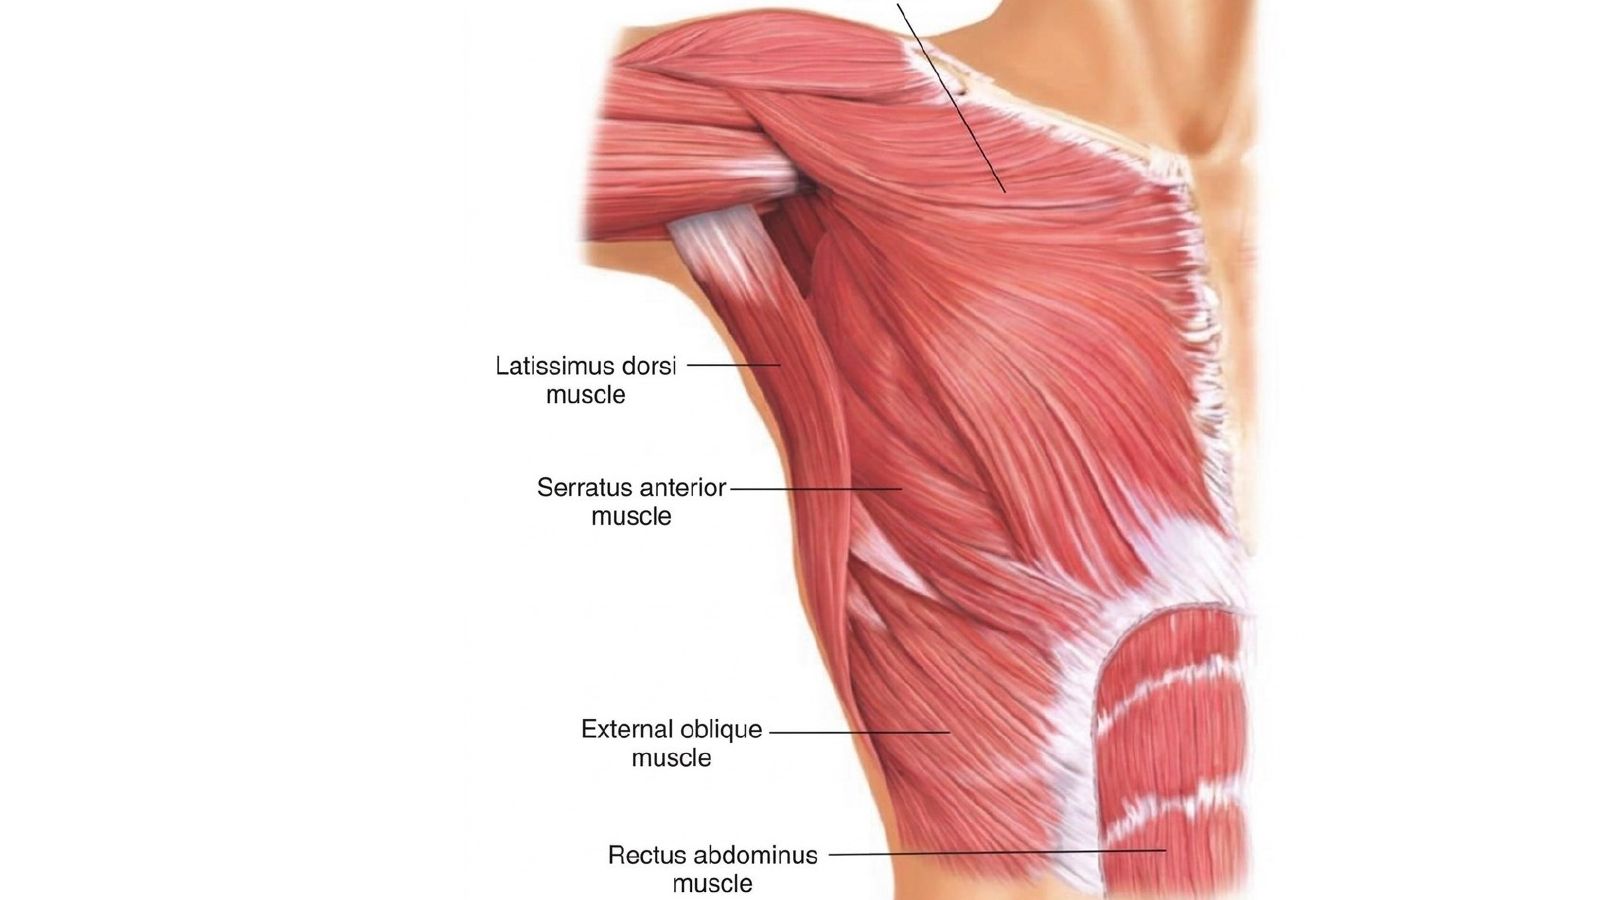 Latissimus dorsi
muscle
Serratus anterior
muscle
External oblique
muscle
Rectus abdominus
muscle